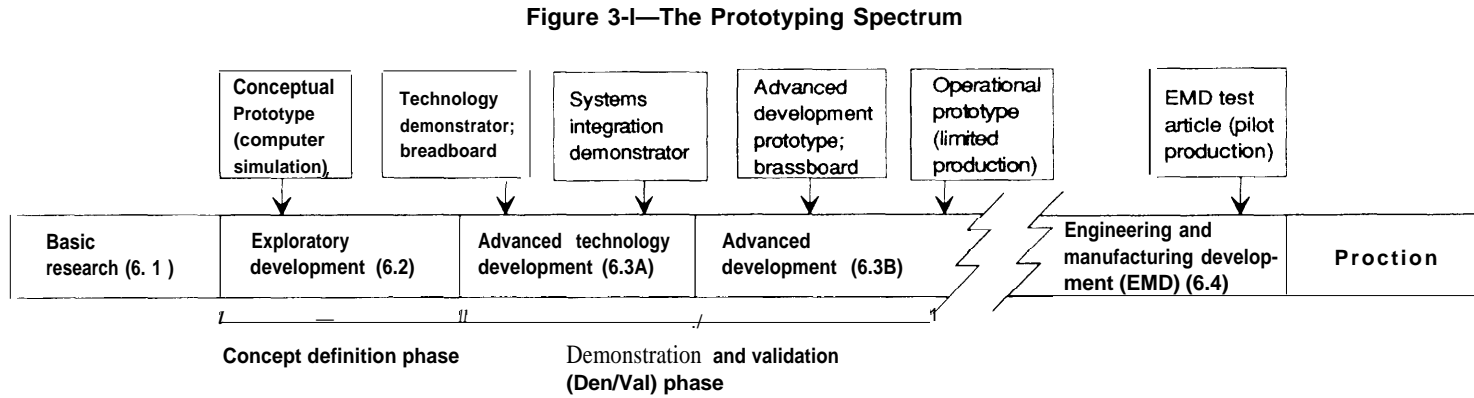 Figure 3-I—The Prototyping Spectrum
Conceptual
Prototype
(computer
simulation)
Technology
demonstrator;
breadboard
Systems
integration
demonstrator
Advanced
development
prototype;
brassboard
Operational
prototype
(limited
production)
EMD test
article (pilot
production)
Basic
research (6. 1 )
Exploratory
development (6.2)
Advanced technology
development (6.3A)
Advanced
development (6.3B)
Engineering and
manufacturing develop-
ment (EMD) (6.4)
Proction
Concept definition phase
Demonstration and validation
(Den/Val) phase